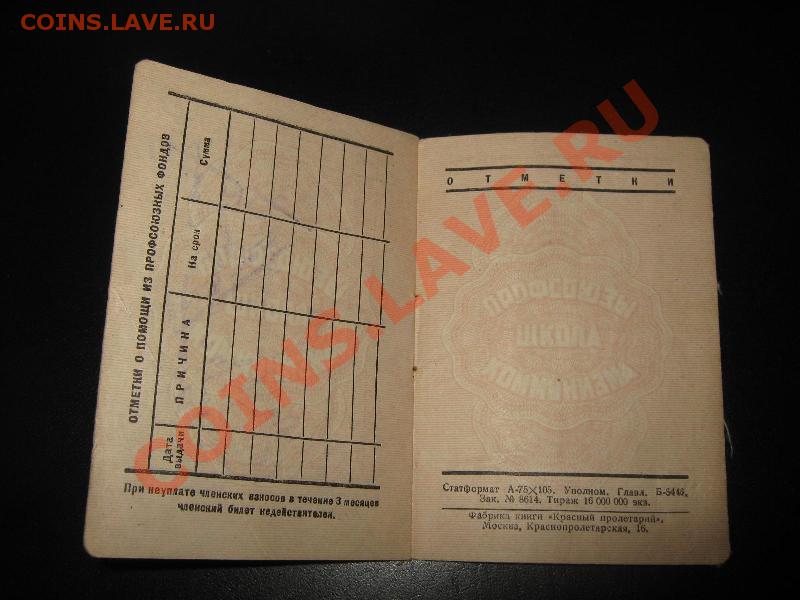 COINS.LAVE.RU
COINS.LAVE.RU
ОТМЕТКИ О ПОМОЩИ ИЗ ПРОФСОЮЗНЫХ ФОНДОВ
Дата выдачи
ПРИЧИНА
На срок
Сумма
При неуплате членских взносов в течение 3 месяцев
членский билет недействителен.
ОТМЕТКИ
ПРОФСОЮЗЫ
ШКОЛА
КОММУНИЗМА
Статформат А-75×105. Уполном. Главл. Б-5446.
Зак. № 8614. Тираж 16 000 000 экз.
Фабрика книги «Красный пролетарий».
Москва, Краснопролетарская, 16.